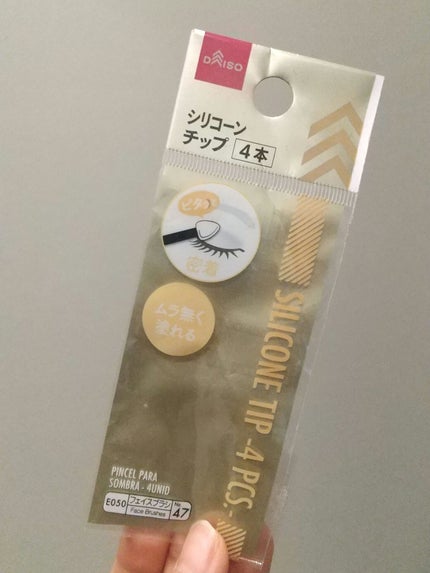 DAISO
シリコーン
チップ 4本
ピタッ
密着
ムラ無く
塗れる
SILICONE TIP -4 PCS-
PINCEL PARA
SOMBRA - 4UNID
E050 フェイスブラシ Face Brushes No. 47